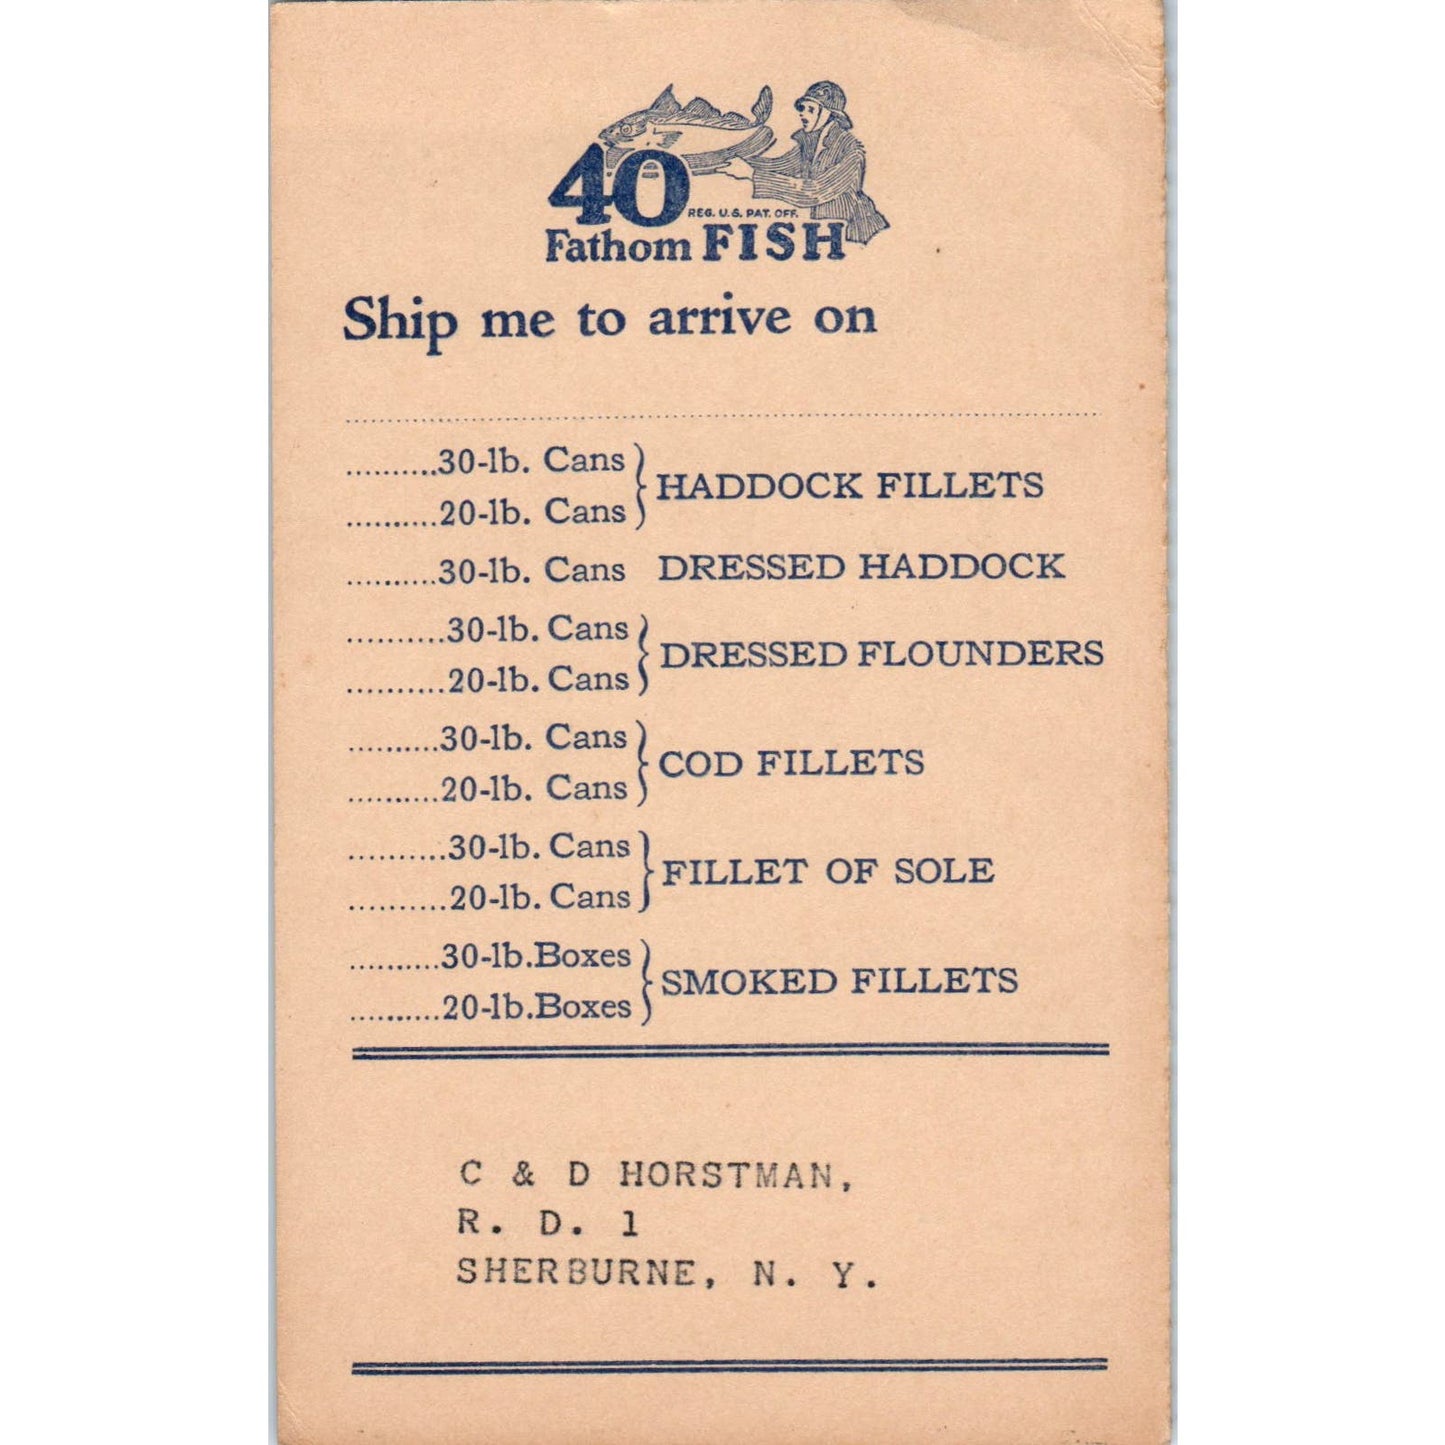 40
REG. U.S. PAT. OFF.
Fathom FISH
Ship me to arrive on
..........30-lb. Cans
..........20-lb. Cans } HADDOCK FILLETS
..........30-lb. Cans DRESSED HADDOCK
..........30-lb. Cans
..........20-lb. Cans } DRESSED FLOUNDERS
..........30-lb. Cans
..........20-lb. Cans } COD FILLETS
..........30-lb. Cans
..........20-lb. Cans } FILLET OF SOLE
..........30-lb. Boxes
..........20-lb. Boxes } SMOKED FILLETS
C & D HORSTMAN,
R. D. 1
SHERBURNE, N. Y.